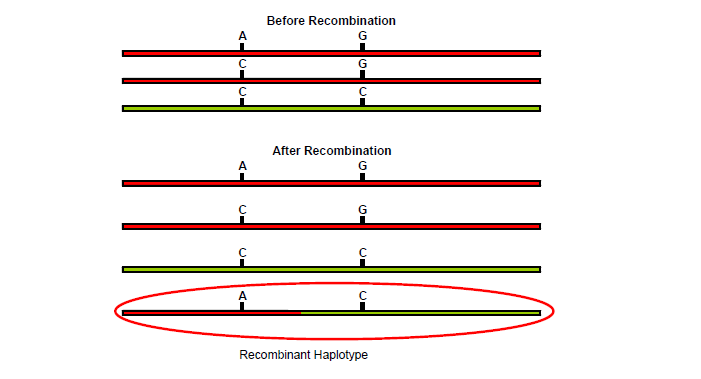 Before Recombination
A G
C G
C C
After Recombination
A G
C G
C C
A C
Recombinant Haplotype